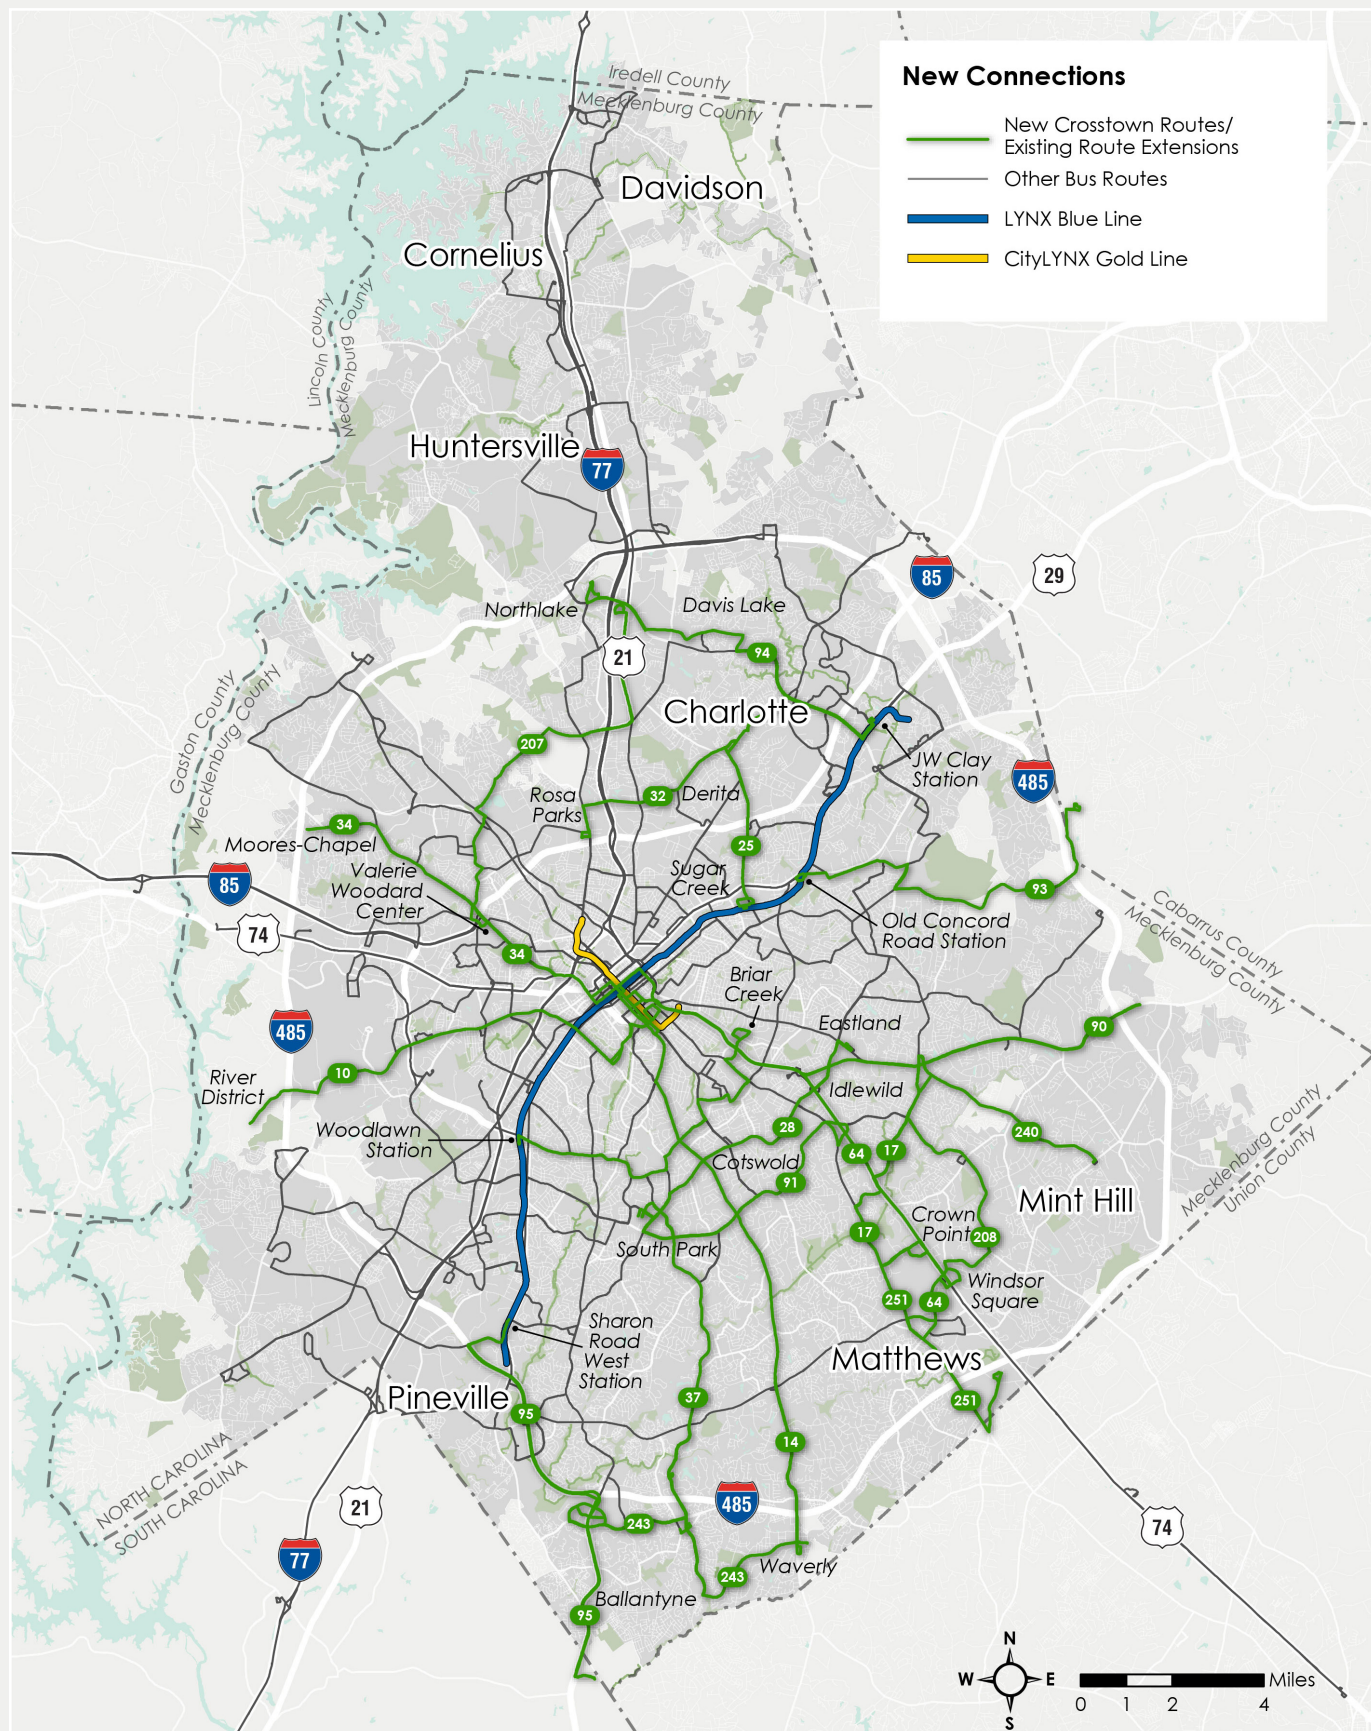 New Connections
New Crosstown Routes/
Existing Route Extensions
Other Bus Routes
LYNX Blue Line
CityLYNX Gold Line
Iredell County
Mecklenburg County
Davidson
Cornelius
Lincoln County
Mecklenburg County
Huntersville
77
85
29
Northlake
Davis Lake
21
94
Gaston County
Mecklenburg County
Charlotte
207
JW Clay
Station
485
Rosa
Parks
32
Derita
34
Moores-Chapel
25
Valerie
Woodard
Center
85
Sugar
Creek
93
74
Old Concord
Road Station
Cabarrus County
Mecklenburg County
34
Briar
Creek
485
Eastland
90
River
District
10
Idlewild
Woodlawn
Station
28
240
Mecklenburg County
Union County
Cotswold
64
17
91
Mint Hill
Crown
Point
17
208
South Park
Windsor
Square
251
64
Sharon
Road
West
Station
Matthews
Pineville
37
251
95
14
NORTH CAROLINA
SOUTH CAROLINA
21
485
243
74
77
Waverly
243
Ballantyne
95
N
W
E
S
Miles
0
1
2
4